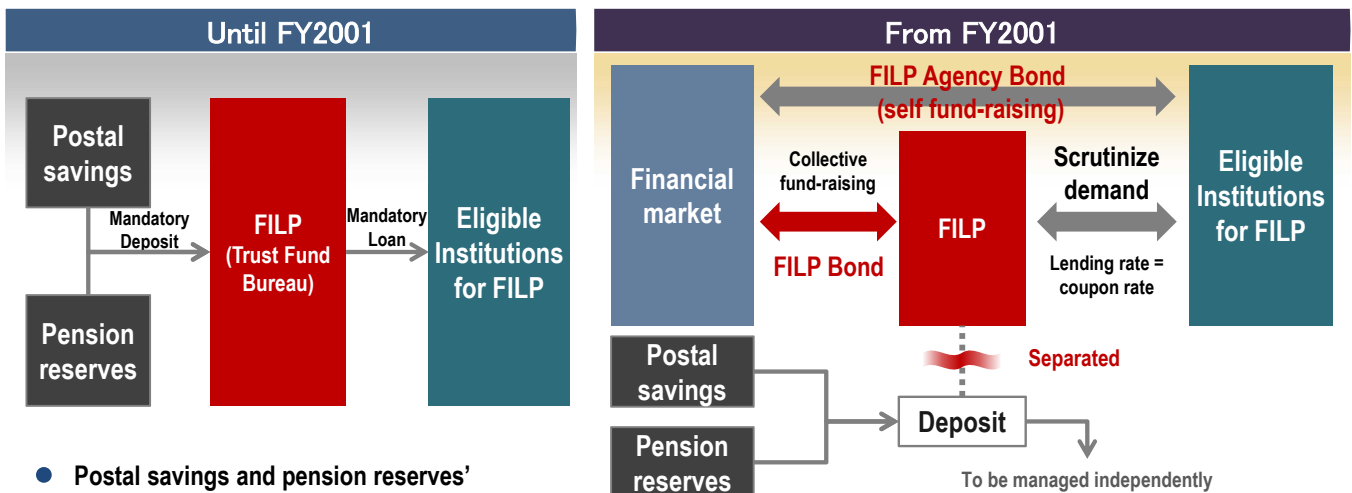 Until FY2001
Postal
savings
Mandatory
Deposit
Pension
reserves
FILP
(Trust Fund
Bureau)
Mandatory
Loan
Eligible
Institutions
for FILP
● Postal savings and pension reserves’
From FY2001
FILP Agency Bond
(self fund-raising)
Financial
market
Collective
fund-raising
FILP Bond
FILP
Scrutinize
demand
Lending rate =
coupon rate
Eligible
Institutions
for FILP
Separated
Postal
savings
Pension
reserves
Deposit
To be managed independently